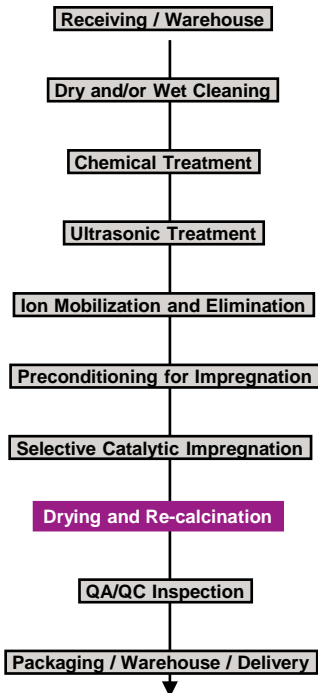 Receiving / Warehouse
Dry and/or Wet Cleaning
Chemical Treatment
Ultrasonic Treatment
Ion Mobilization and Elimination
Preconditioning for Impregnation
Selective Catalytic Impregnation
Drying and Re-calcination
QA/QC Inspection
Packaging / Warehouse / Delivery